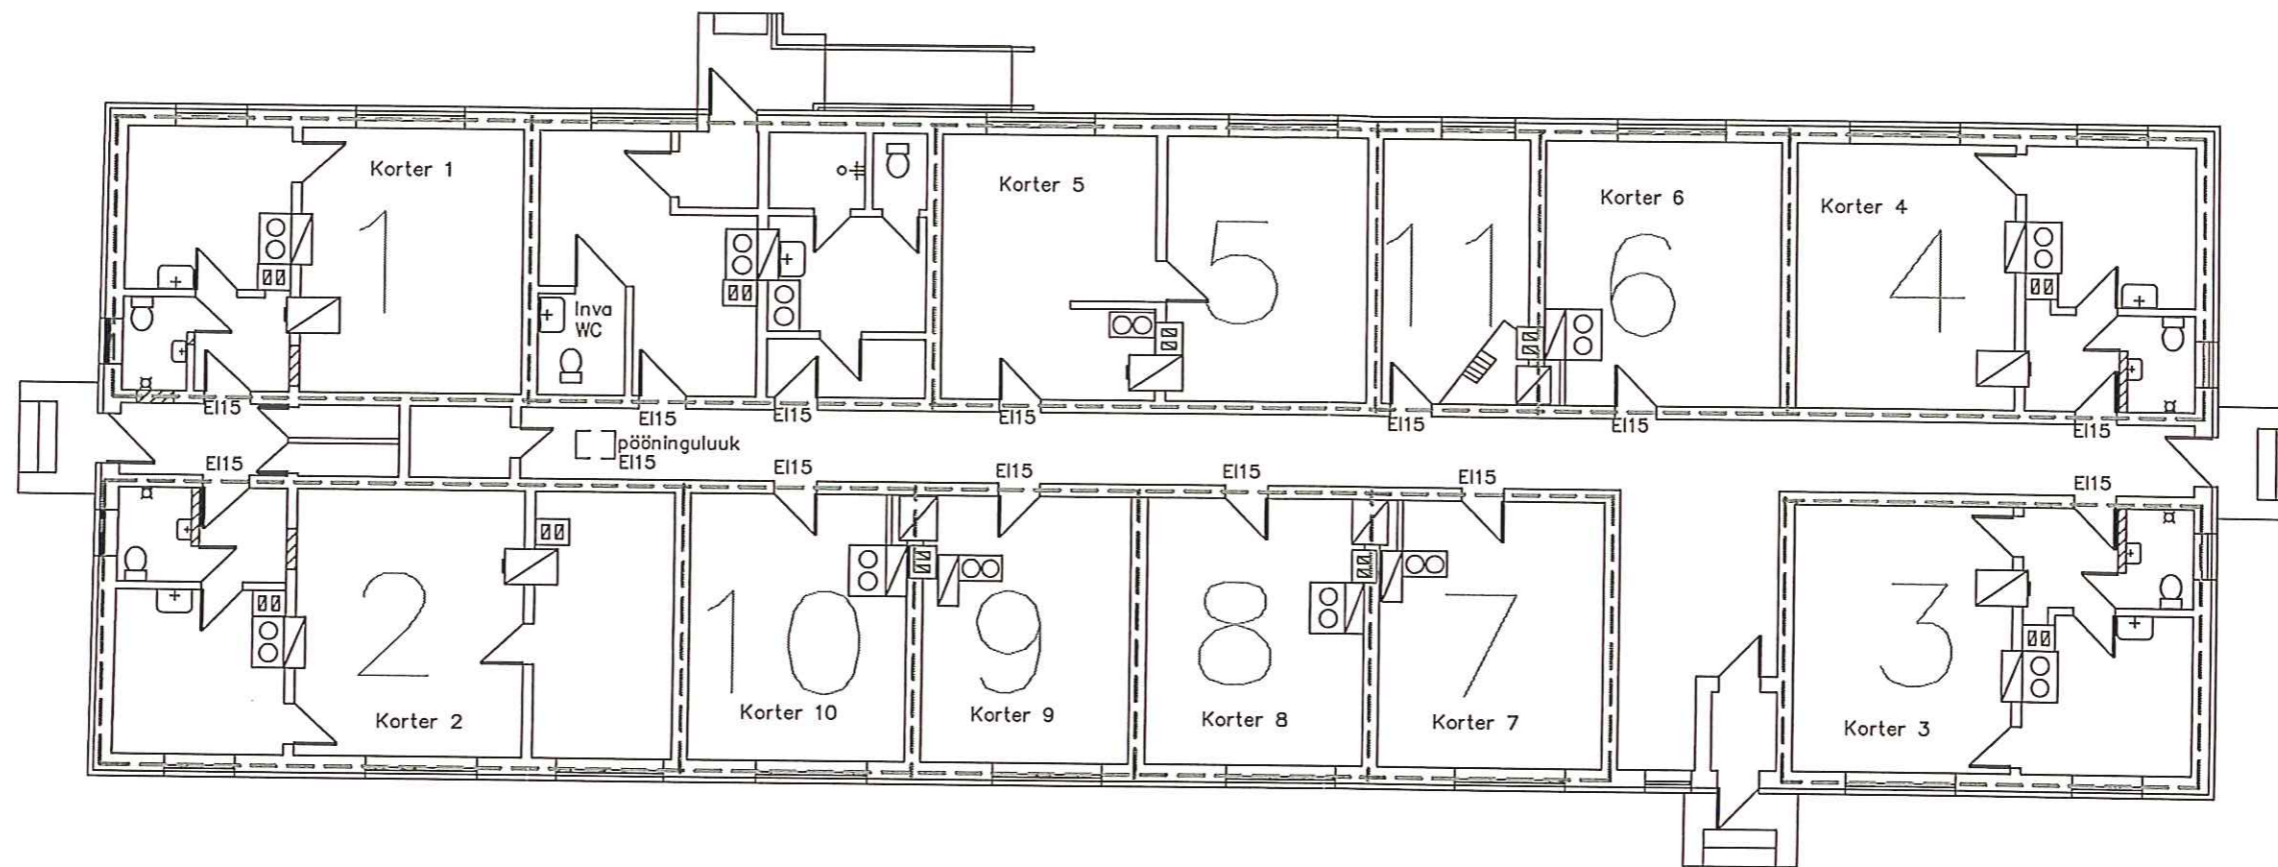 Korter 1
1
Inva
WC
Korter 5
5
11
Korter 6
6
Korter 4
4
EI15
EI15
EI15
EI15
EI15
EI15
EI15
pööninguluuk
EI15
EI15
EI15
EI15
EI15
EI15
EI15
2
Korter 2
10
Korter 10
9
Korter 9
8
Korter 8
7
Korter 7
3
Korter 3